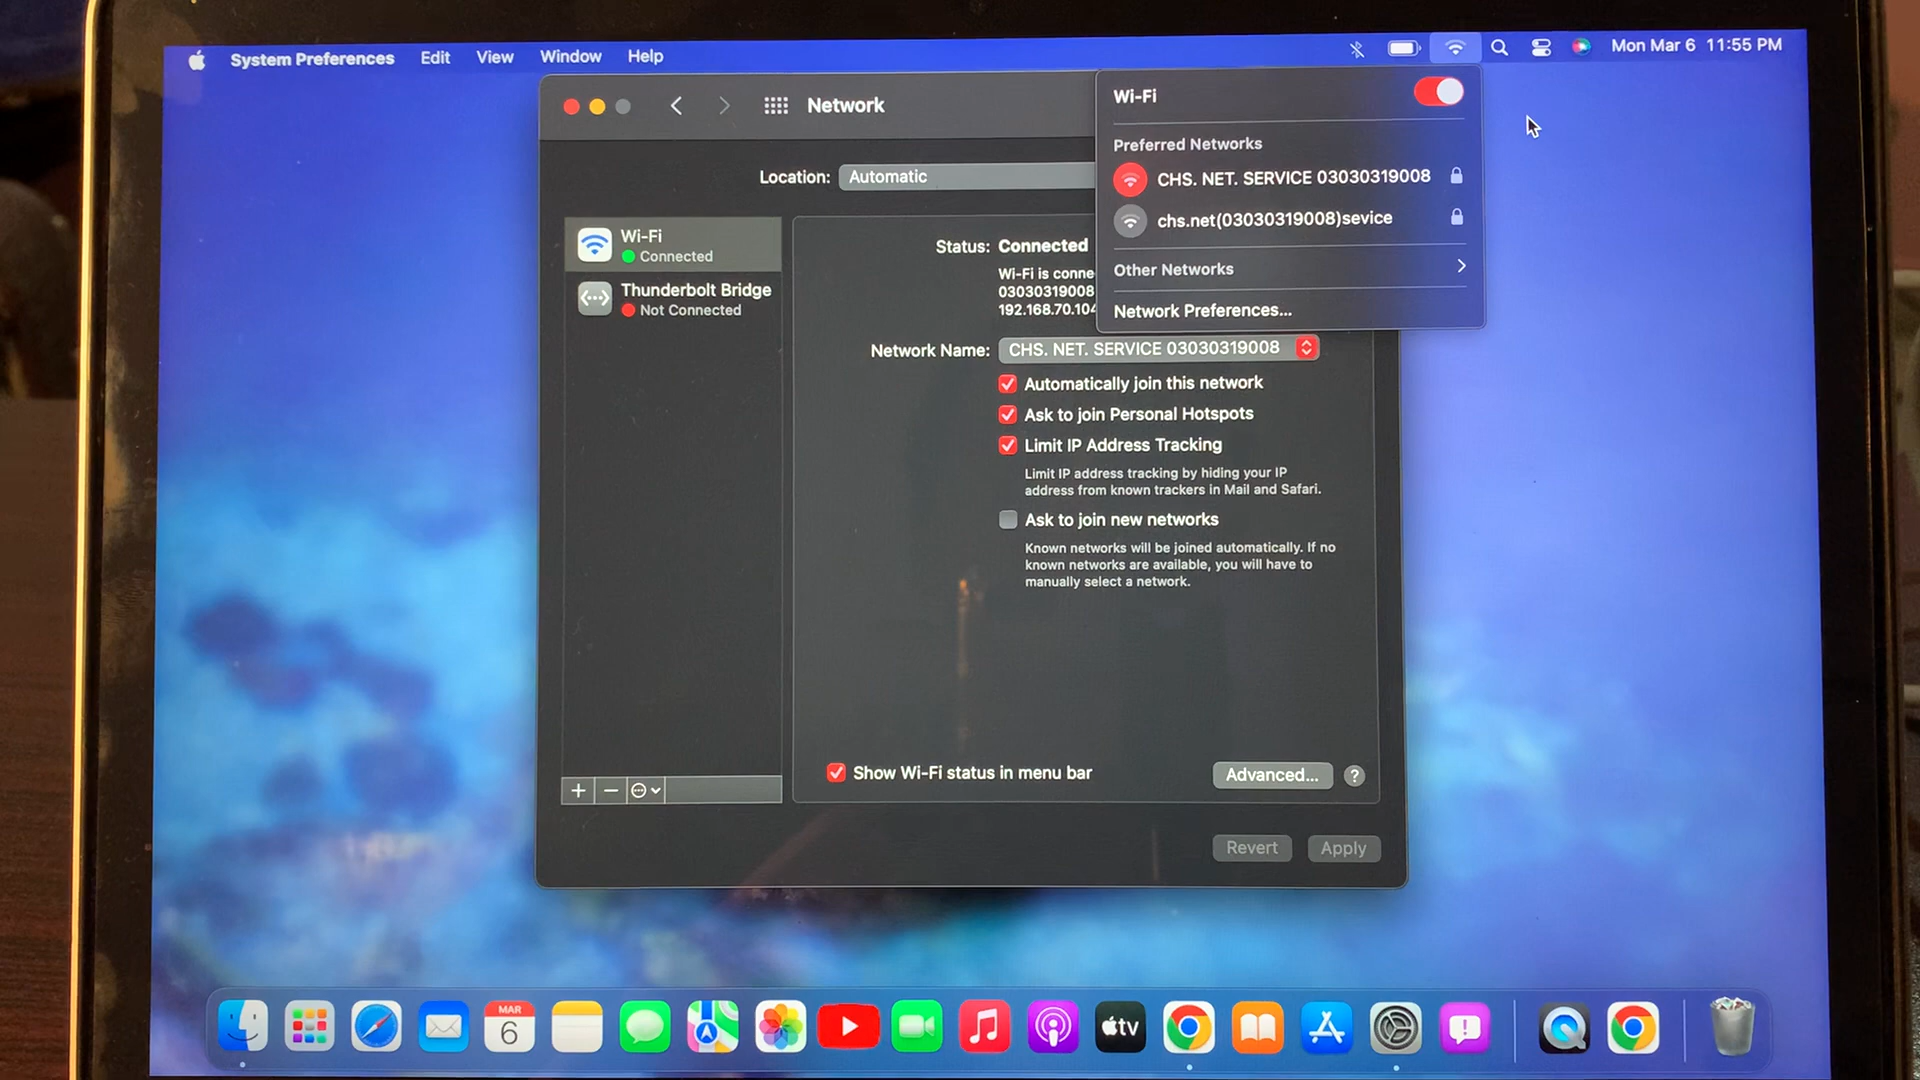 System Preferences Edit View Window Help Mon Mar 6 11:55 PM
Network
Wi-Fi
Preferred Networks
CHS. NET. SERVICE 03030319008
chs.net(03030319008)sevice
Other Networks
Network Preferences...
Location: Automatic
Wi-Fi
Connected
Thunderbolt Bridge
Not Connected
Status: Connected
Wi-Fi is
03030319008
192.168.70.104
Network Name: CHS. NET. SERVICE 03030319008
Automatically join this network
Ask to join Personal Hotspots
Limit IP Address Tracking
Limit IP address tracking by hiding your IP
address from known trackers in Mail and Safari.
Ask to join new networks
Known networks will be joined automatically. If no
known networks are available, you will have to
manually select a network.
Show Wi-Fi status in menu bar
Advanced... ?
Revert Apply
MAR
6
tv